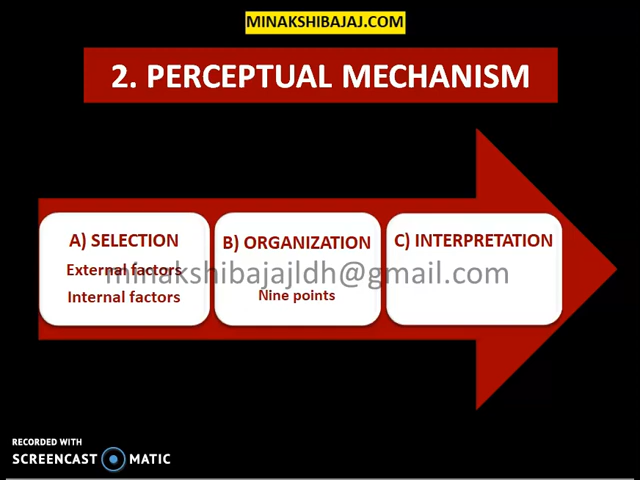 MINAKSHIBAJAJ.COM
2. PERCEPTUAL MECHANISM
A) SELECTION
External factors
Internal factors
B) ORGANIZATION
Nine points
C) INTERPRETATION
minakshibajajldh@gmail.com
RECORDED WITH
SCREENCAST MATIC